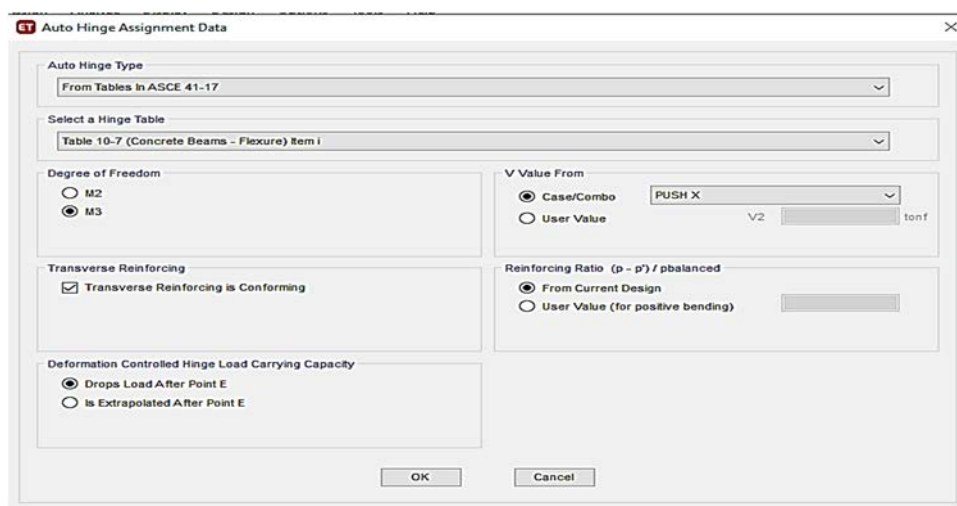 ET Auto Hinge Assignment Data
Auto Hinge Type
From Tables In ASCE 41-17
Select a Hinge Table
Table 10-7 (Concrete Beams - Flexure) Item i
Degree of Freedom
M2
M3
V Value From
Case/Combo PUSH X
User Value V2 tonf
Transverse Reinforcing
Transverse Reinforcing is Conforming
Reinforcing Ratio (p - p') / pbalanced
From Current Design
User Value (for positive bending)
Deformation Controlled Hinge Load Carrying Capacity
Drops Load After Point E
Is Extrapolated After Point E
OK Cancel